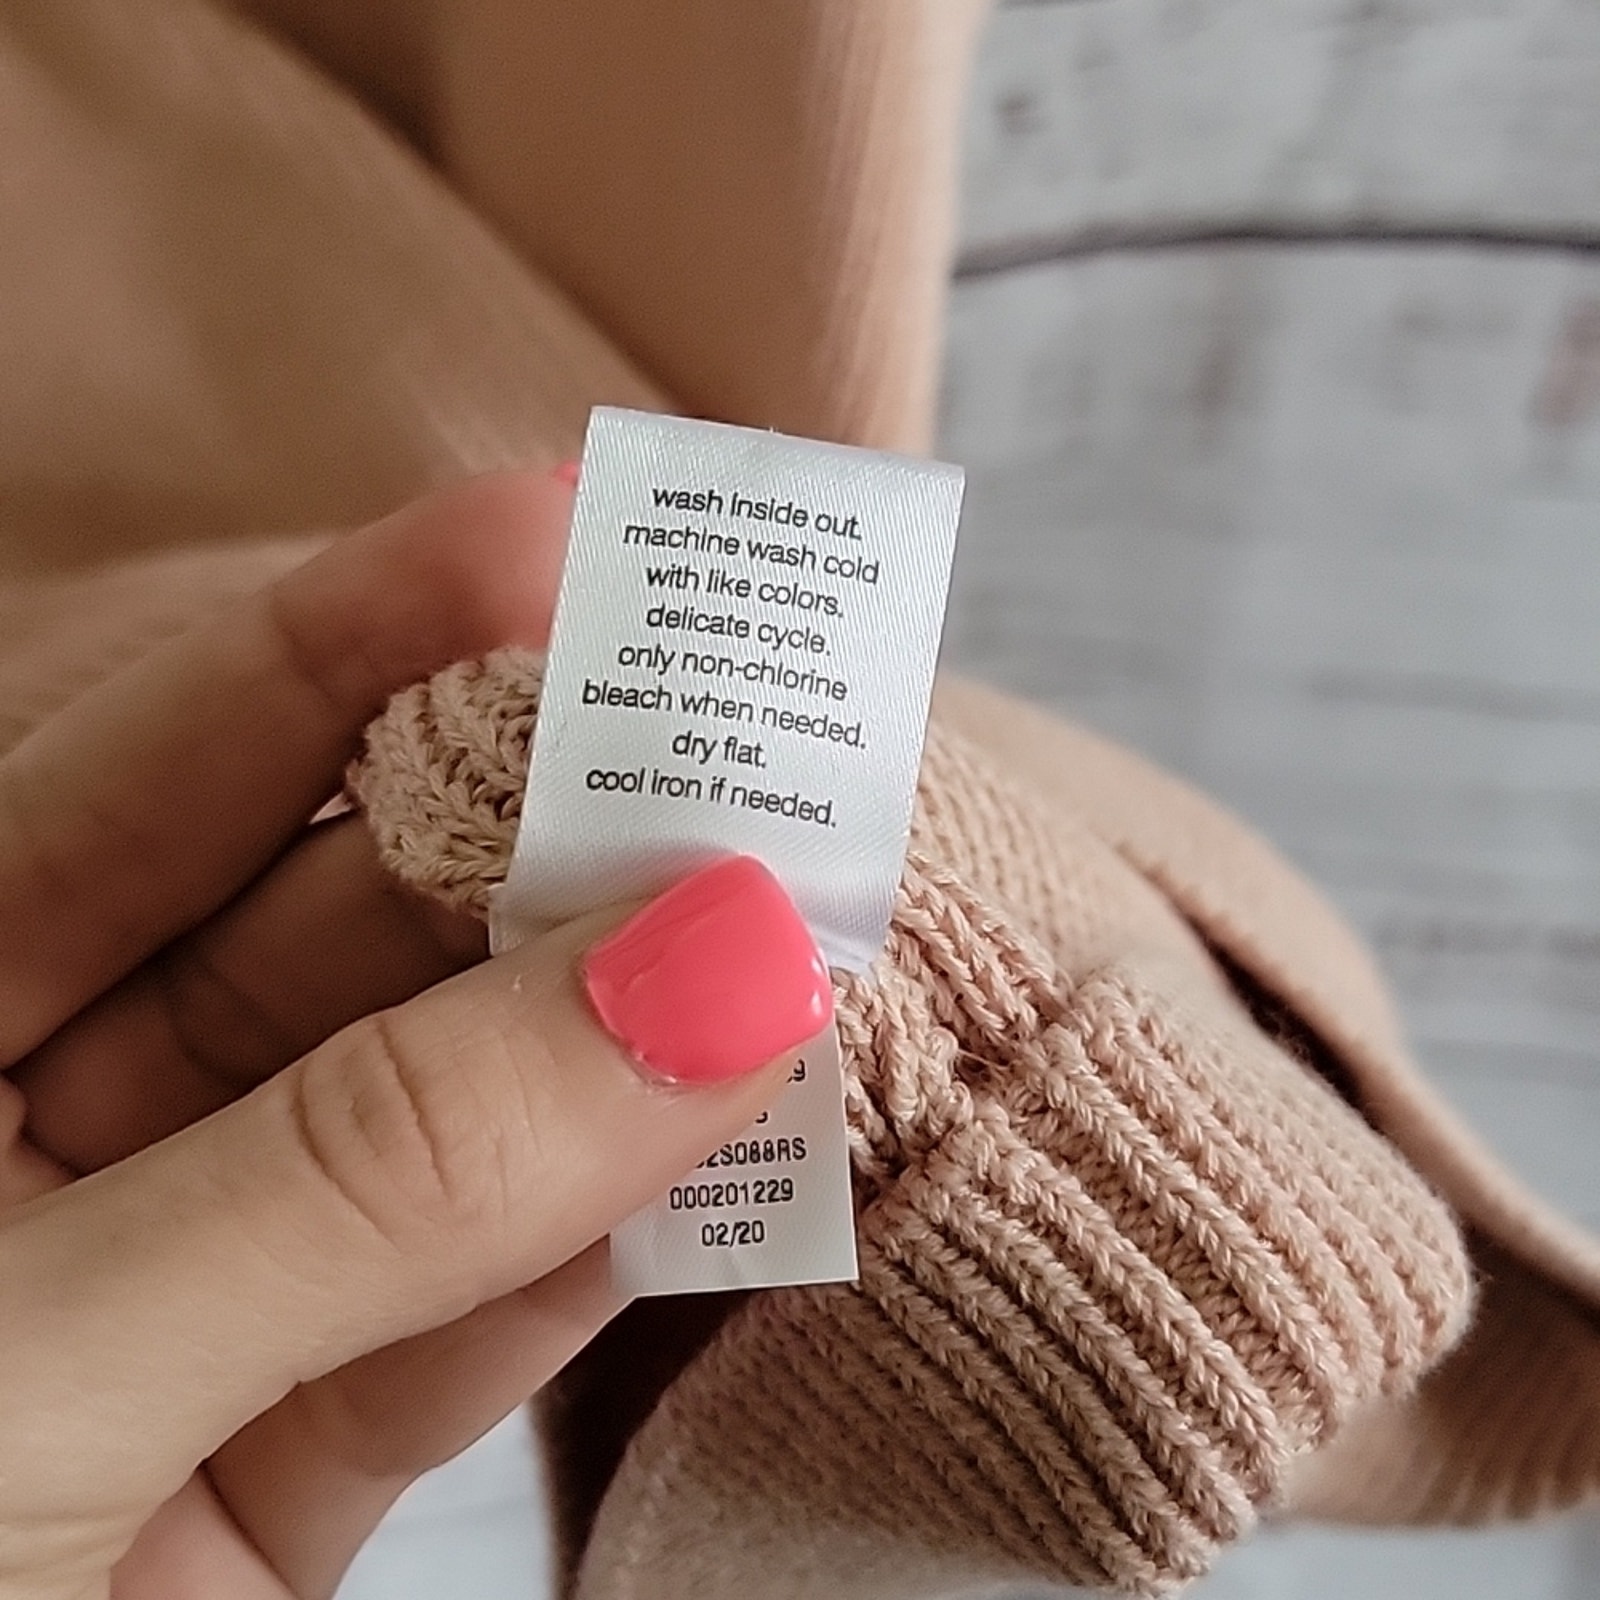 wash inside out.
machine wash cold
with like colors.
delicate cycle.
only non-chlorine
bleach when needed.
dry flat.
cool iron if needed.
2S088RS
000201229
02/20